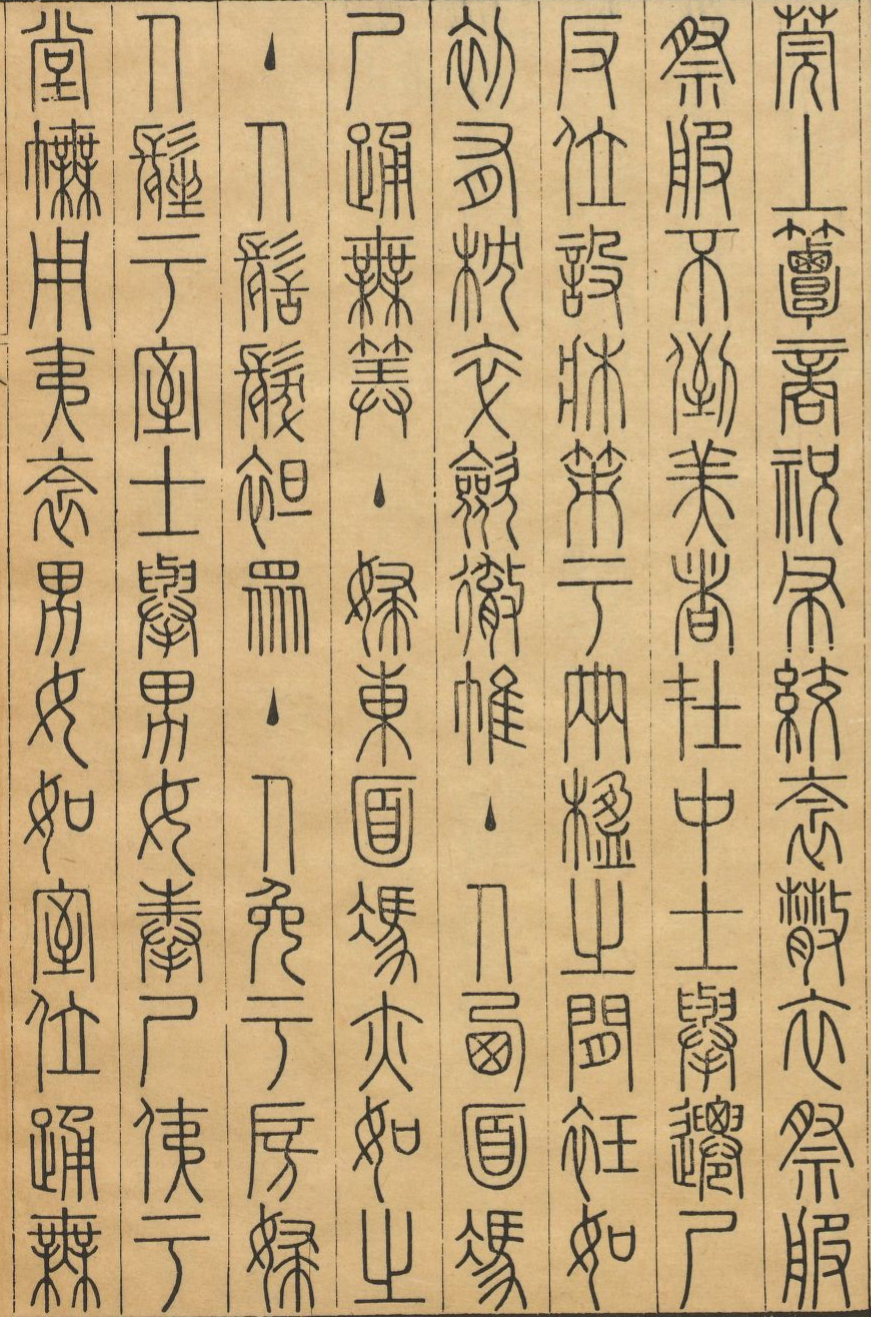 莞上簟商祝布絞衾散衣祭服
祭服不倒美者在中士舉遷尸
反位設牀笫于兩楹之間衽如
初有枕卒斂徹帷主人西面馮
尸踊無筭主婦東面馮亦如之
主人髺髮袒眾主人免于房婦
人髽于室士舉男女奉尸侇于
堂幠用夷衾男女如室位踊無